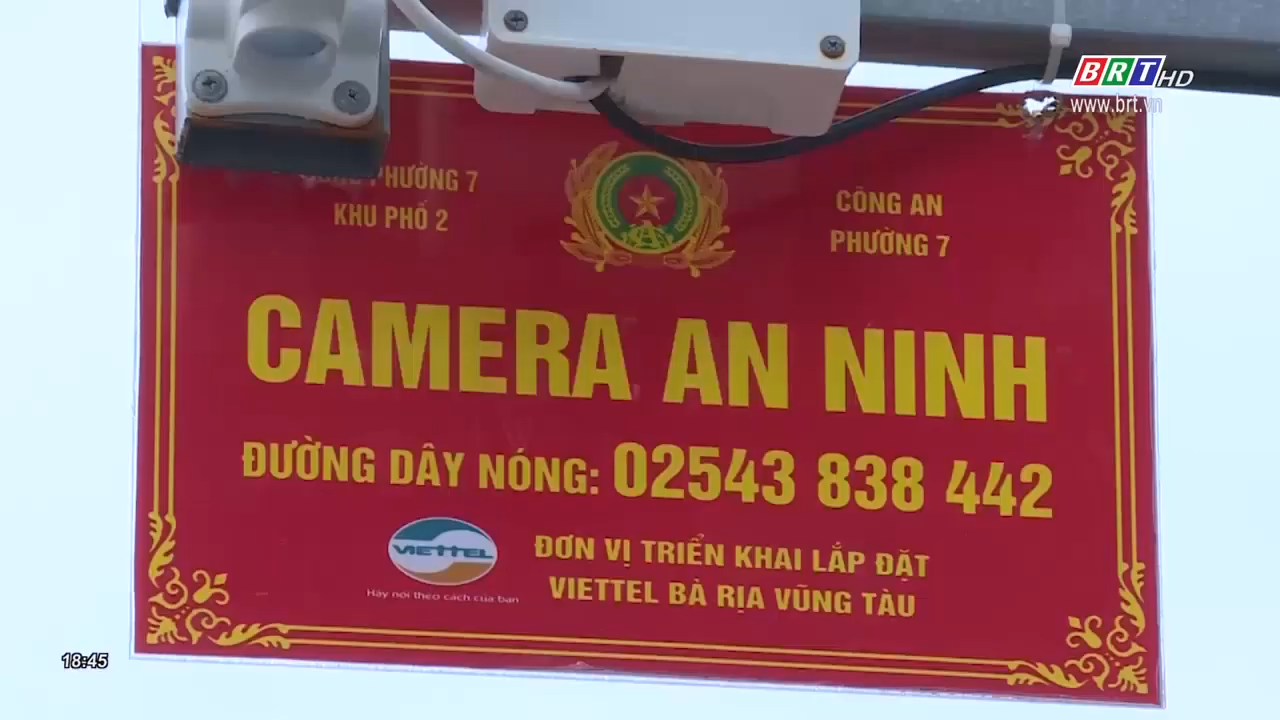 BRT HD
www.brt.vn
PHƯỜNG 7
KHU PHỐ 2
CÔNG AN
PHƯỜNG 7
CAMERA AN NINH
ĐƯỜNG DÂY NÓNG: 02543 838 442
VIETTEL
Hãy nói theo cách của bạn
ĐƠN VỊ TRIỂN KHAI LẮP ĐẶT
VIETTEL BÀ RỊA VŨNG TÀU
18:45